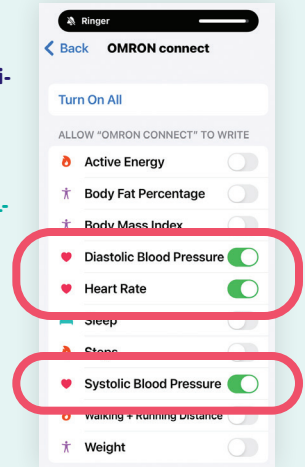 Ringer
Back OMRON connect
Turn On All
ALLOW "OMRON CONNECT" TO WRITE
Active Energy
Body Fat Percentage
Body Mass Index
Diastolic Blood Pressure
Heart Rate
Sleep
Steps
Systolic Blood Pressure
Walking + Running Distance
Weight